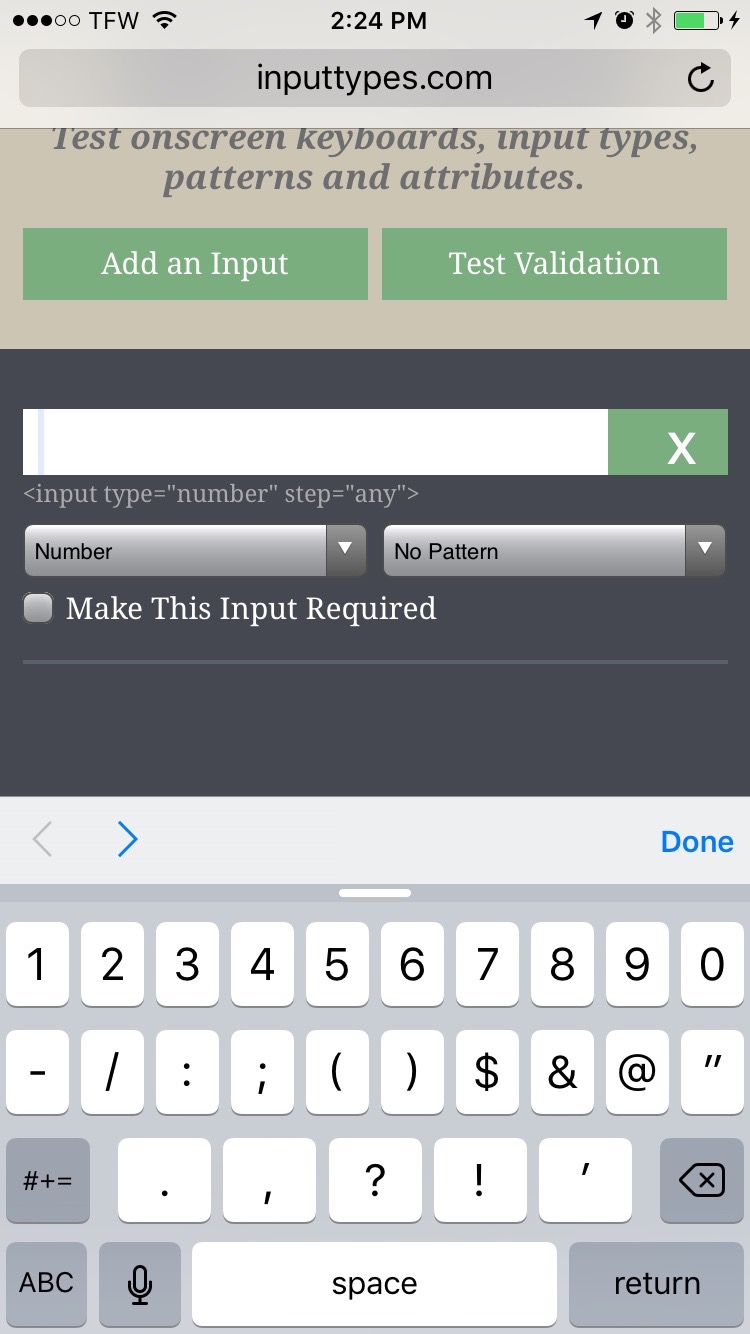 TFW 2:24 PM
inputtypes.com
Test onscreen keyboards, input types,
patterns and attributes.
Add an Input Test Validation
X
<input type="number" step="any">
Number No Pattern
Make This Input Required
Done
1 2 3 4 5 6 7 8 9 0
- / : ; ( ) $ & @ "
#+= . , ? ! '
ABC space return